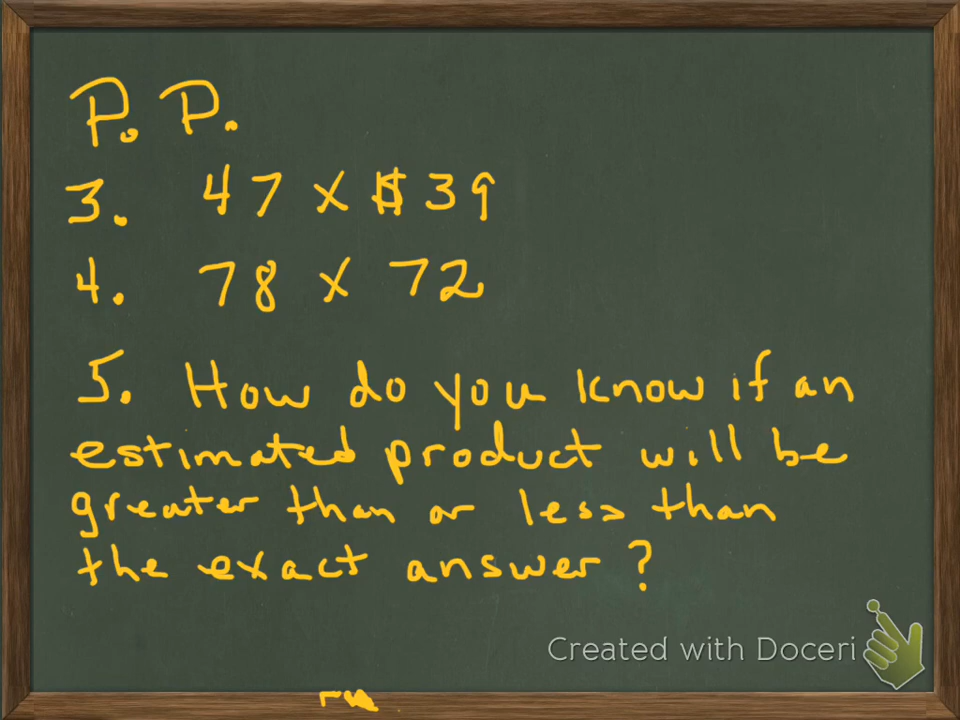 P. P.
3. 47 x $39
4. 78 x 72
5. How do you know if an
estimated product will be
greater than or less than
the exact answer?
Created with Doceri